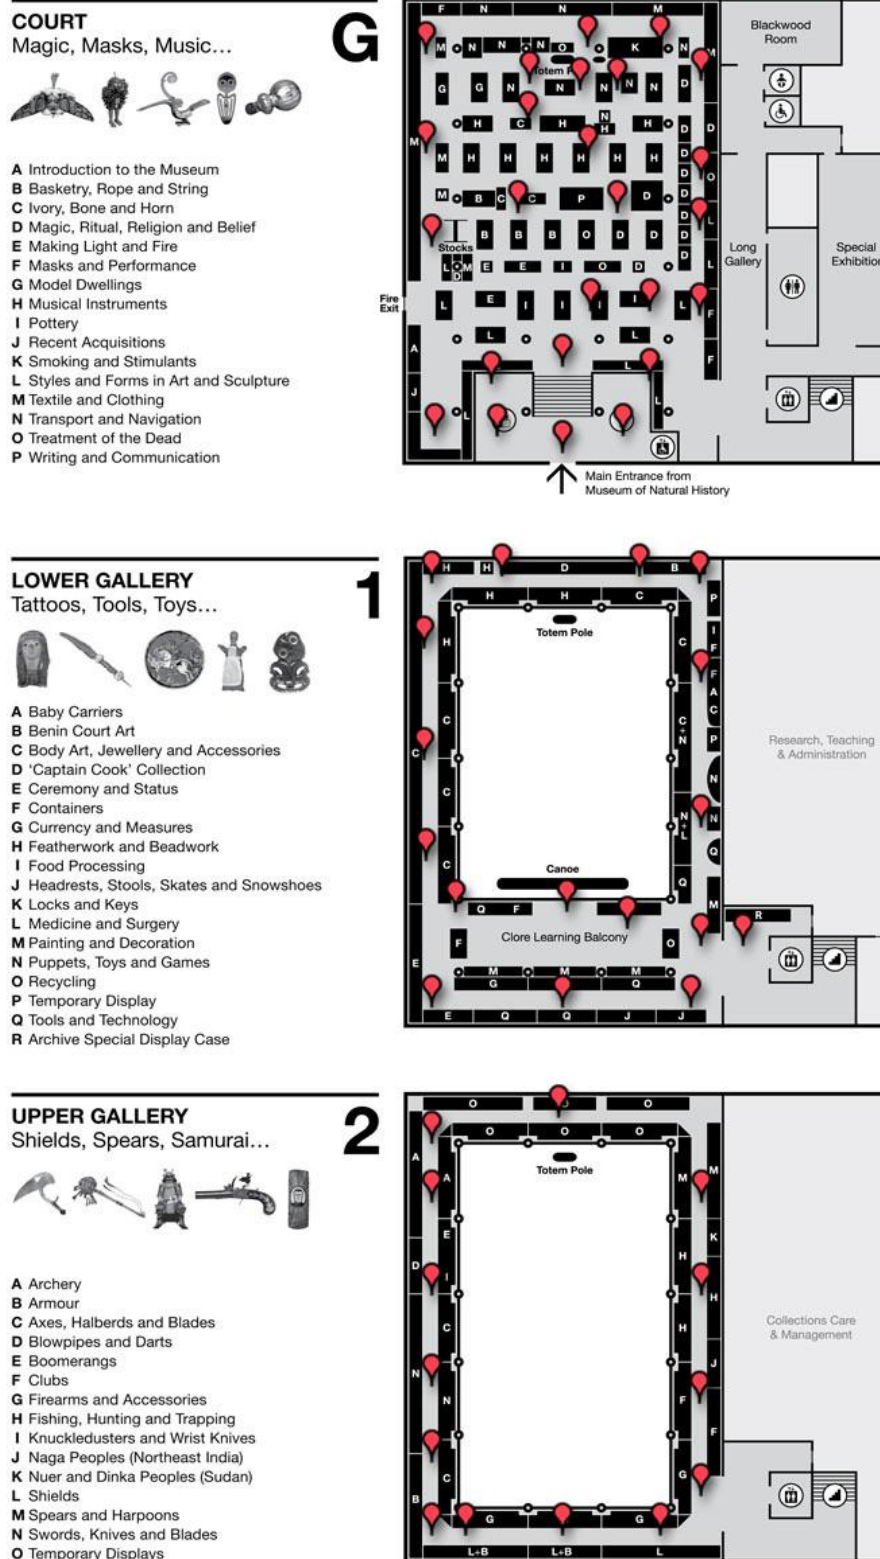 COURT
Magic, Masks, Music...
G
A Introduction to the Museum
B Basketry, Rope and String
C Ivory, Bone and Horn
D Magic, Ritual, Religion and Belief
E Making Light and Fire
F Masks and Performance
G Model Dwellings
H Musical Instruments
I Pottery
J Recent Acquisitions
K Smoking and Stimulants
L Styles and Forms in Art and Sculpture
M Textile and Clothing
N Transport and Navigation
O Treatment of the Dead
P Writing and Communication
F N N M
M N N N O K N M
Totem
G G N N N N N D
H C H N H H D D
M M H H H H H H D
M B C C P D D O
B B B O D D D L
Stocks
L M D E E I O D D L
Fire
Exit
L E I I I I L F
A L L F
J L L
Blackwood
Room
Long
Gallery
Special
Main Entrance from
Museum of Natural History
LOWER GALLERY
Tattoos, Tools, Toys...
1
A Baby Carriers
B Benin Court Art
C Body Art, Jewellery and Accessories
D ‘Captain Cook’ Collection
E Ceremony and Status
F Containers
G Currency and Measures
H Featherwork and Beadwork
I Food Processing
J Headrests, Stools, Skates and Snowshoes
K Locks and Keys
L Medicine and Surgery
M Painting and Decoration
N Puppets, Toys and Games
O Recycling
P Temporary Display
Q Tools and Technology
R Archive Special Display Case
H H D B
H H C P
Totem Pole
H C I F
C C+N F A C
C P
C N+L N N
C Q Q
Canoe
Q F M
R
Clore Learning Balcony
F O
E
M M M
G Q
E Q Q J J
Research, Teaching
& Administration
UPPER GALLERY
Shields, Spears, Samurai...
2
A Archery
B Armour
C Axes, Halberds and Blades
D Blowpipes and Darts
E Boomerangs
F Clubs
G Firearms and Accessories
H Fishing, Hunting and Trapping
I Knuckledusters and Wrist Knives
J Naga Peoples (Northeast India)
K Nuer and Dinka Peoples (Sudan)
L Shields
M Spears and Harpoons
N Swords, Knives and Blades
O Temporary Displays
O O
O O O
Totem Pole
A A M M
E K
D I H H
C H J
N N F F
C G
B G G
L+B L+B L
Collections Care
& Management